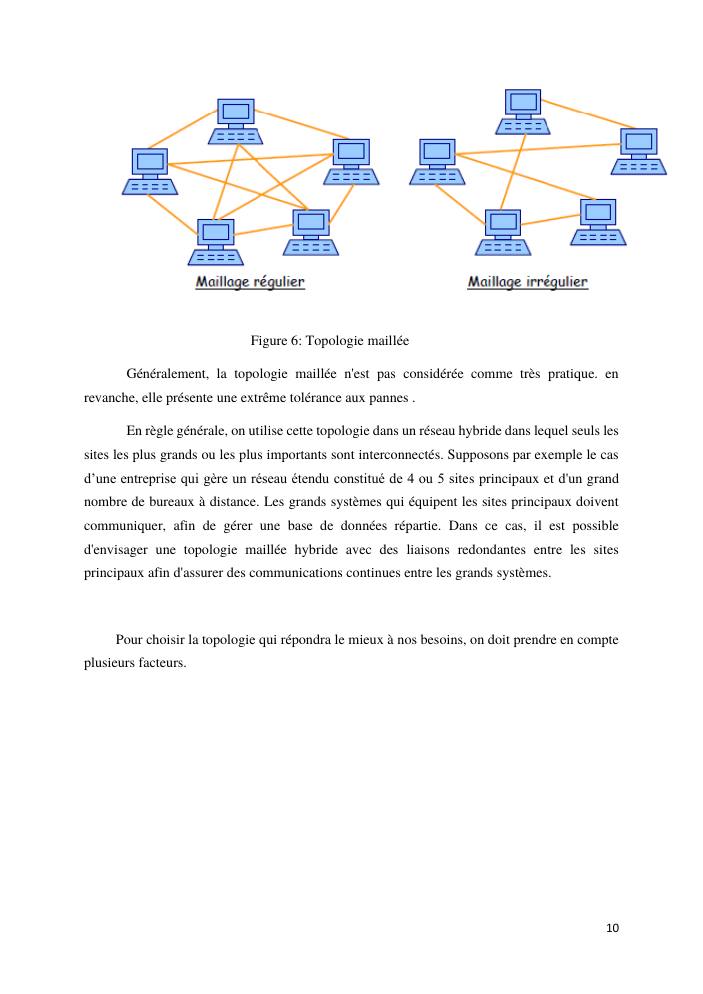 Maillage régulier
Maillage irrégulier
Figure 6: Topologie maillée
Généralement, la topologie maillée n'est pas considérée comme très pratique. en
revanche, elle présente une extrême tolérance aux pannes .
En règle générale, on utilise cette topologie dans un réseau hybride dans lequel seuls les
sites les plus grands ou les plus importants sont interconnectés. Supposons par exemple le cas
d’une entreprise qui gère un réseau étendu constitué de 4 ou 5 sites principaux et d'un grand
nombre de bureaux à distance. Les grands systèmes qui équipent les sites principaux doivent
communiquer, afin de gérer une base de données répartie. Dans ce cas, il est possible
d'envisager une topologie maillée hybride avec des liaisons redondantes entre les sites
principaux afin d'assurer des communications continues entre les grands systèmes.
Pour choisir la topologie qui répondra le mieux à nos besoins, on doit prendre en compte
plusieurs facteurs.
10